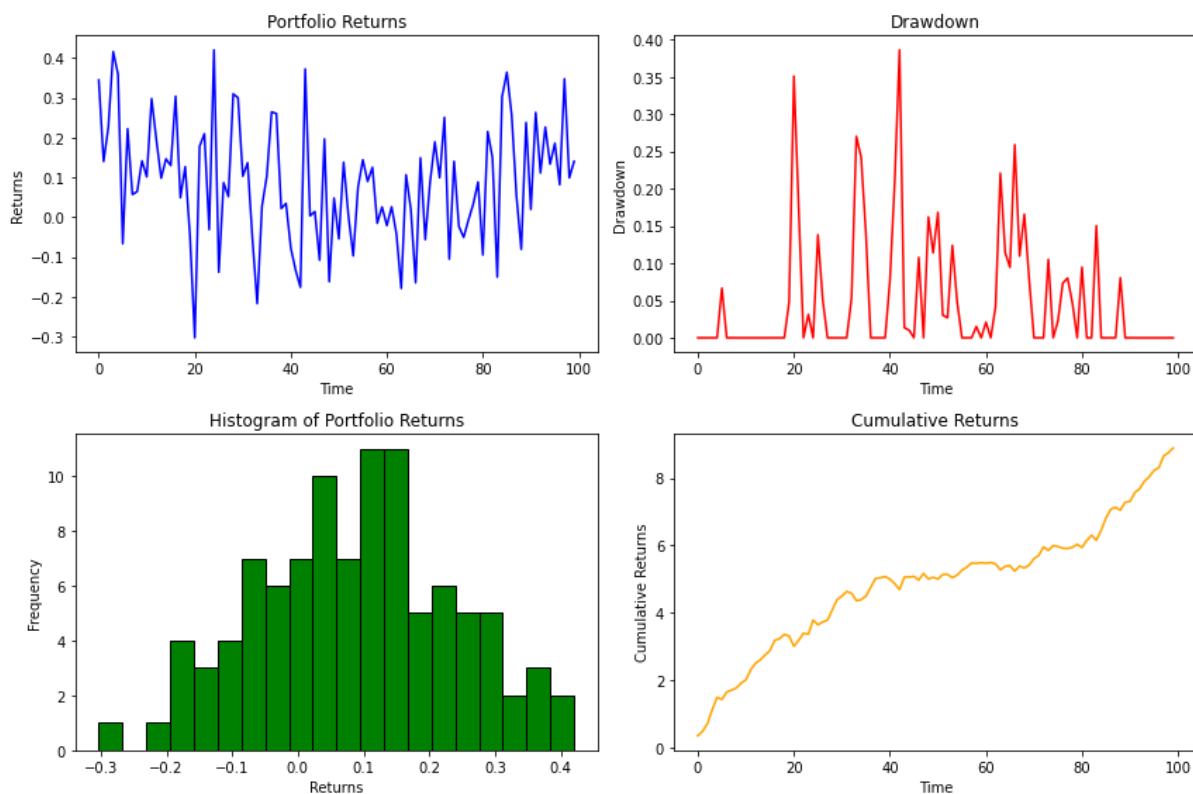 Portfolio Returns
Returns
0.4
0.3
0.2
0.1
0.0
−0.1
−0.2
−0.3
0 20 40 60 80 100
Time
Drawdown
Drawdown
0.40
0.35
0.30
0.25
0.20
0.15
0.10
0.05
0.00
0 20 40 60 80 100
Time
Histogram of Portfolio Returns
Frequency
10
8
6
4
2
0
−0.3 −0.2 −0.1 0.0 0.1 0.2 0.3 0.4
Returns
Cumulative Returns
Cumulative Returns
8
6
4
2
0
0 20 40 60 80 100
Time